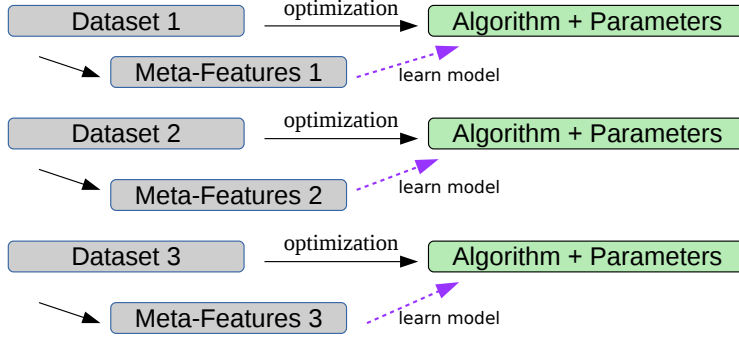 Dataset 1
optimization
Algorithm + Parameters
Meta-Features 1
learn model
Dataset 2
optimization
Algorithm + Parameters
Meta-Features 2
learn model
Dataset 3
optimization
Algorithm + Parameters
Meta-Features 3
learn model